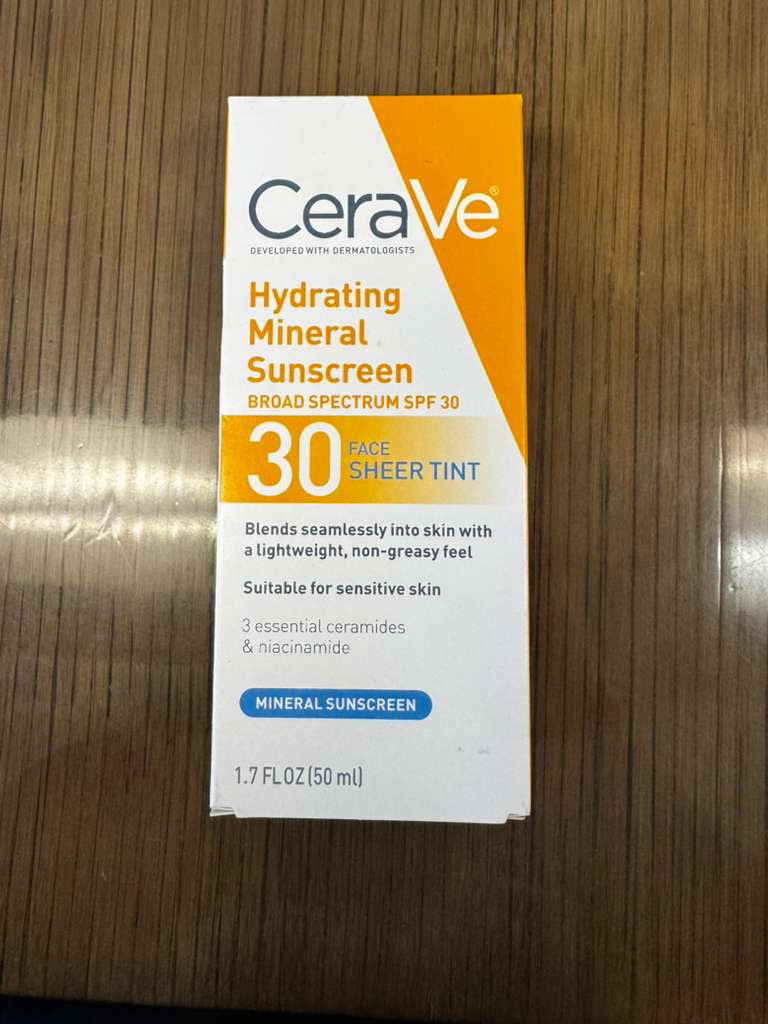 CeraVe®
DEVELOPED WITH DERMATOLOGISTS
Hydrating
Mineral
Sunscreen
BROAD SPECTRUM SPF 30
30 FACE
SHEER TINT
Blends seamlessly into skin with
a lightweight, non-greasy feel
Suitable for sensitive skin
3 essential ceramides
& niacinamide
MINERAL SUNSCREEN
1.7 FL OZ (50 ml)